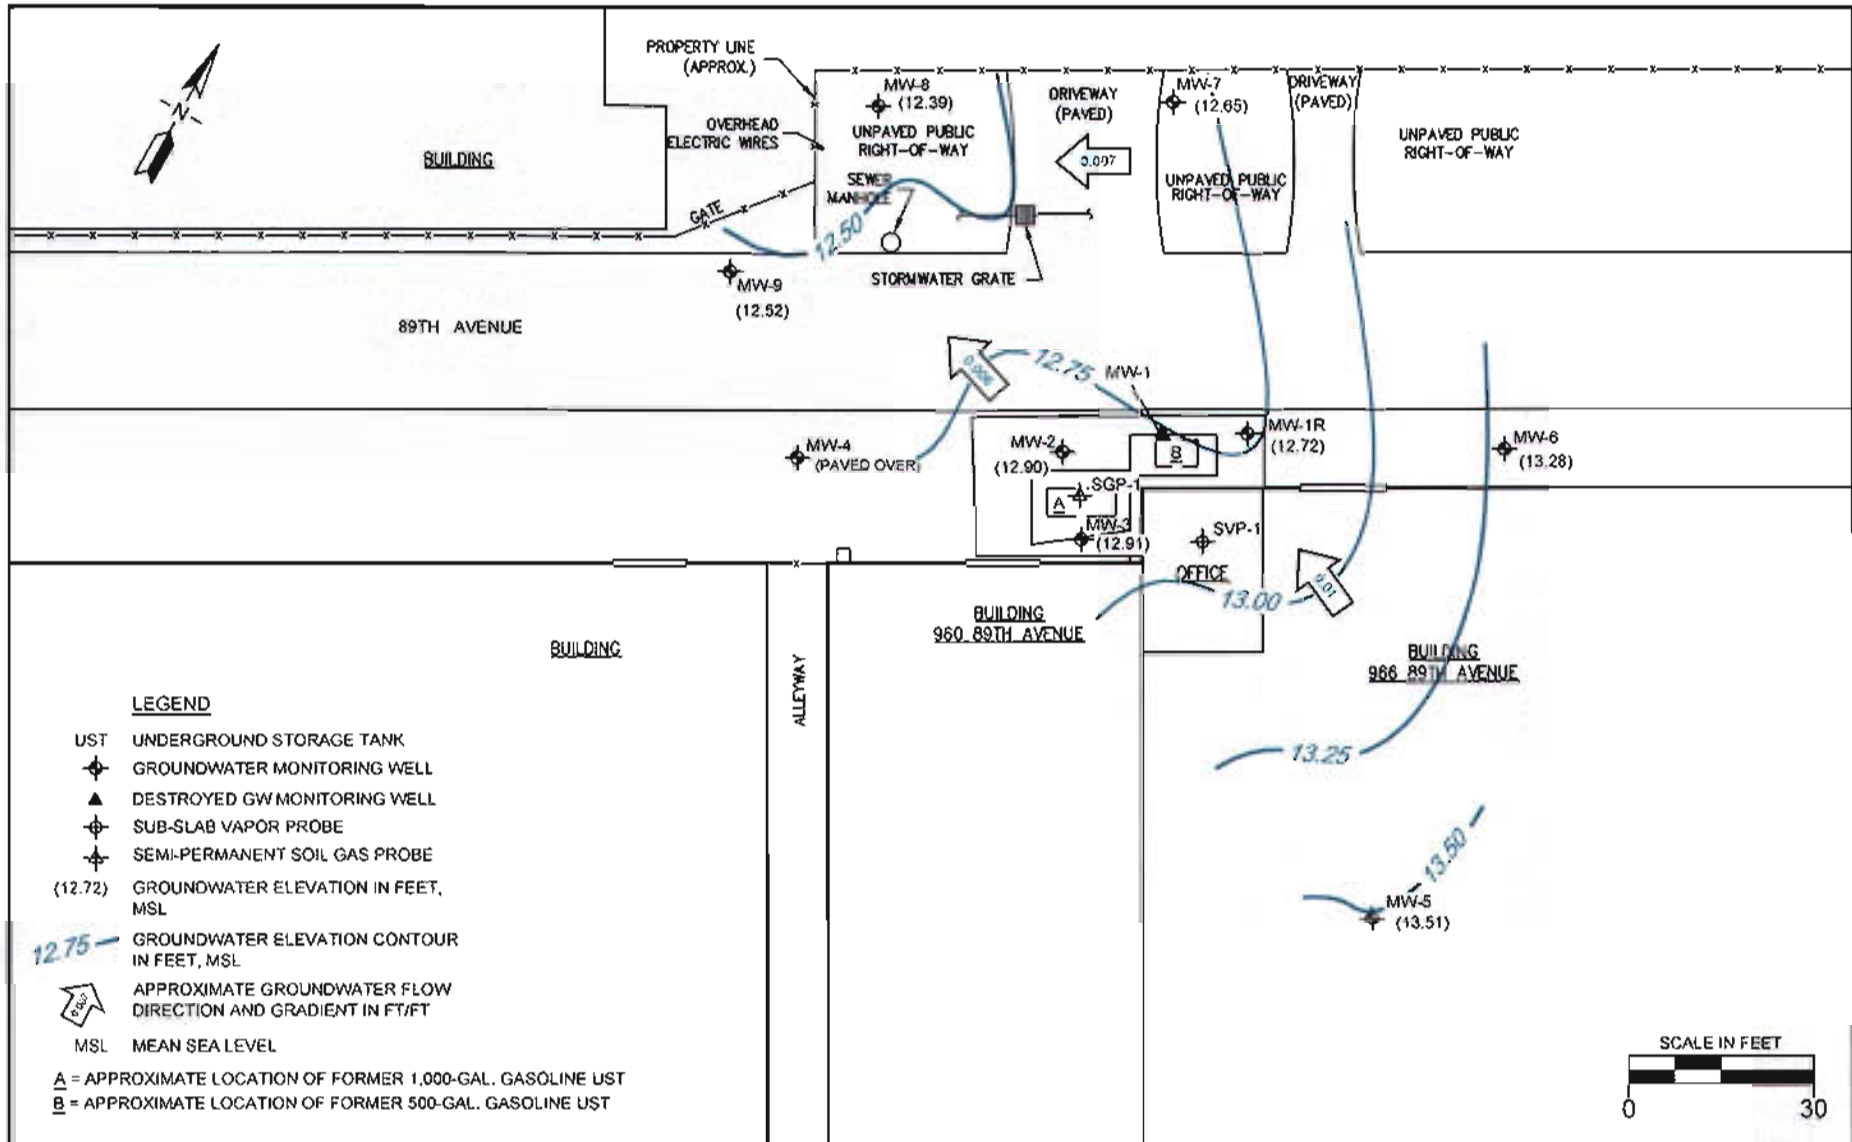 PROPERTY LINE
(APPROX.)
MW-8
(12.39)
DRIVEWAY
(PAVED)
MW-7
(12.65)
DRIVEWAY
(PAVED)
N
OVERHEAD
ELECTRIC WIRES
UNPAVED PUBLIC
RIGHT-OF-WAY
UNPAVED PUBLIC
RIGHT-OF-WAY
BUILDING
0.007
SEWER
MANHOLE
UNPAVED PUBLIC
RIGHT-OF-WAY
GATE
12.50
STORMWATER GRATE
MW-9
(12.52)
89TH AVENUE
0.006
12.75
MW-1
MW-4
(PAVED OVER)
MW-2
(12.90)
B
MW-1R
(12.72)
MW-6
(13.28)
SGP-1
A
MW-3
(12.91)
SVP-1
OFFICE
13.00
0.01
BUILDING
960 89TH AVENUE
BUILDING
BUILDING
966 89TH AVENUE
ALLEYWAY
13.25
13.50
MW-5
(13.51)
LEGEND
UST UNDERGROUND STORAGE TANK
GROUNDWATER MONITORING WELL
DESTROYED GW MONITORING WELL
SUB-SLAB VAPOR PROBE
SEMI-PERMANENT SOIL GAS PROBE
(12.72) GROUNDWATER ELEVATION IN FEET,
MSL
12.75 GROUNDWATER ELEVATION CONTOUR
IN FEET, MSL
APPROXIMATE GROUNDWATER FLOW
DIRECTION AND GRADIENT IN FT/FT
MSL MEAN SEA LEVEL
A = APPROXIMATE LOCATION OF FORMER 1,000-GAL. GASOLINE UST
B = APPROXIMATE LOCATION OF FORMER 500-GAL. GASOLINE UST
SCALE IN FEET
0 30